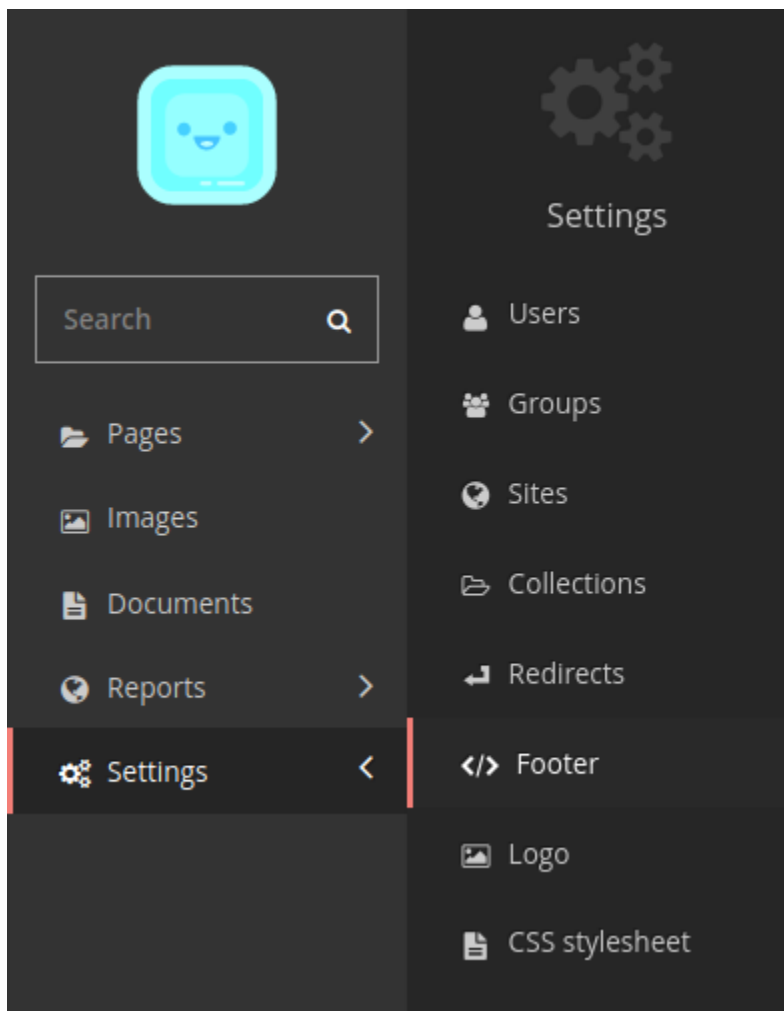 Search
Pages
Images
Documents
Reports
Settings
Settings
Users
Groups
Sites
Collections
Redirects
Footer
Logo
CSS stylesheet